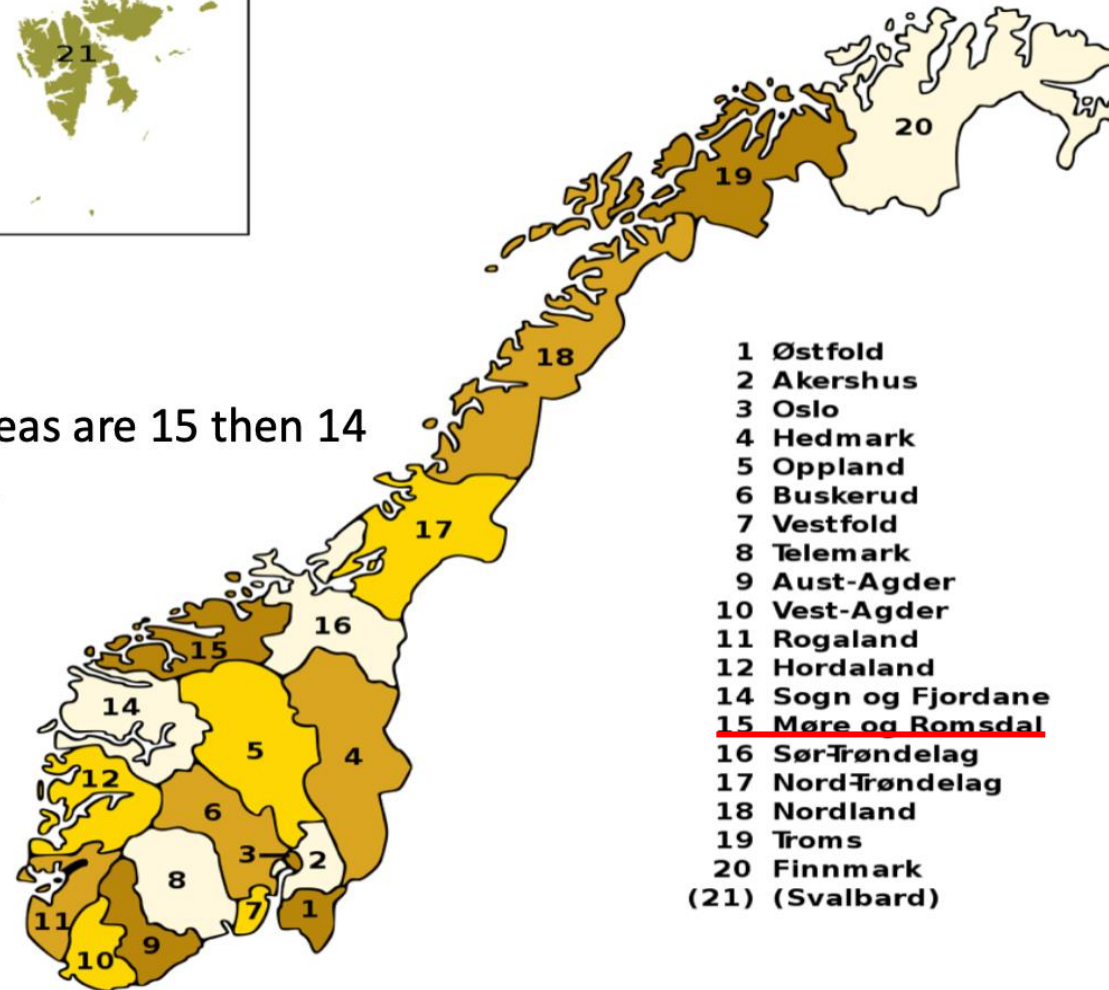 21
20
19
18
eas are 15 then 14
17
16
15
14
5
4
12
6
3
2
8
11
7
1
9
10
1 Østfold
2 Akershus
3 Oslo
4 Hedmark
5 Oppland
6 Buskerud
7 Vestfold
8 Telemark
9 Aust-Agder
10 Vest-Agder
11 Rogaland
12 Hordaland
14 Sogn og Fjordane
15 Møre og Romsdal
16 Sør-Trøndelag
17 Nord-Trøndelag
18 Nordland
19 Troms
20 Finnmark
(21) (Svalbard)